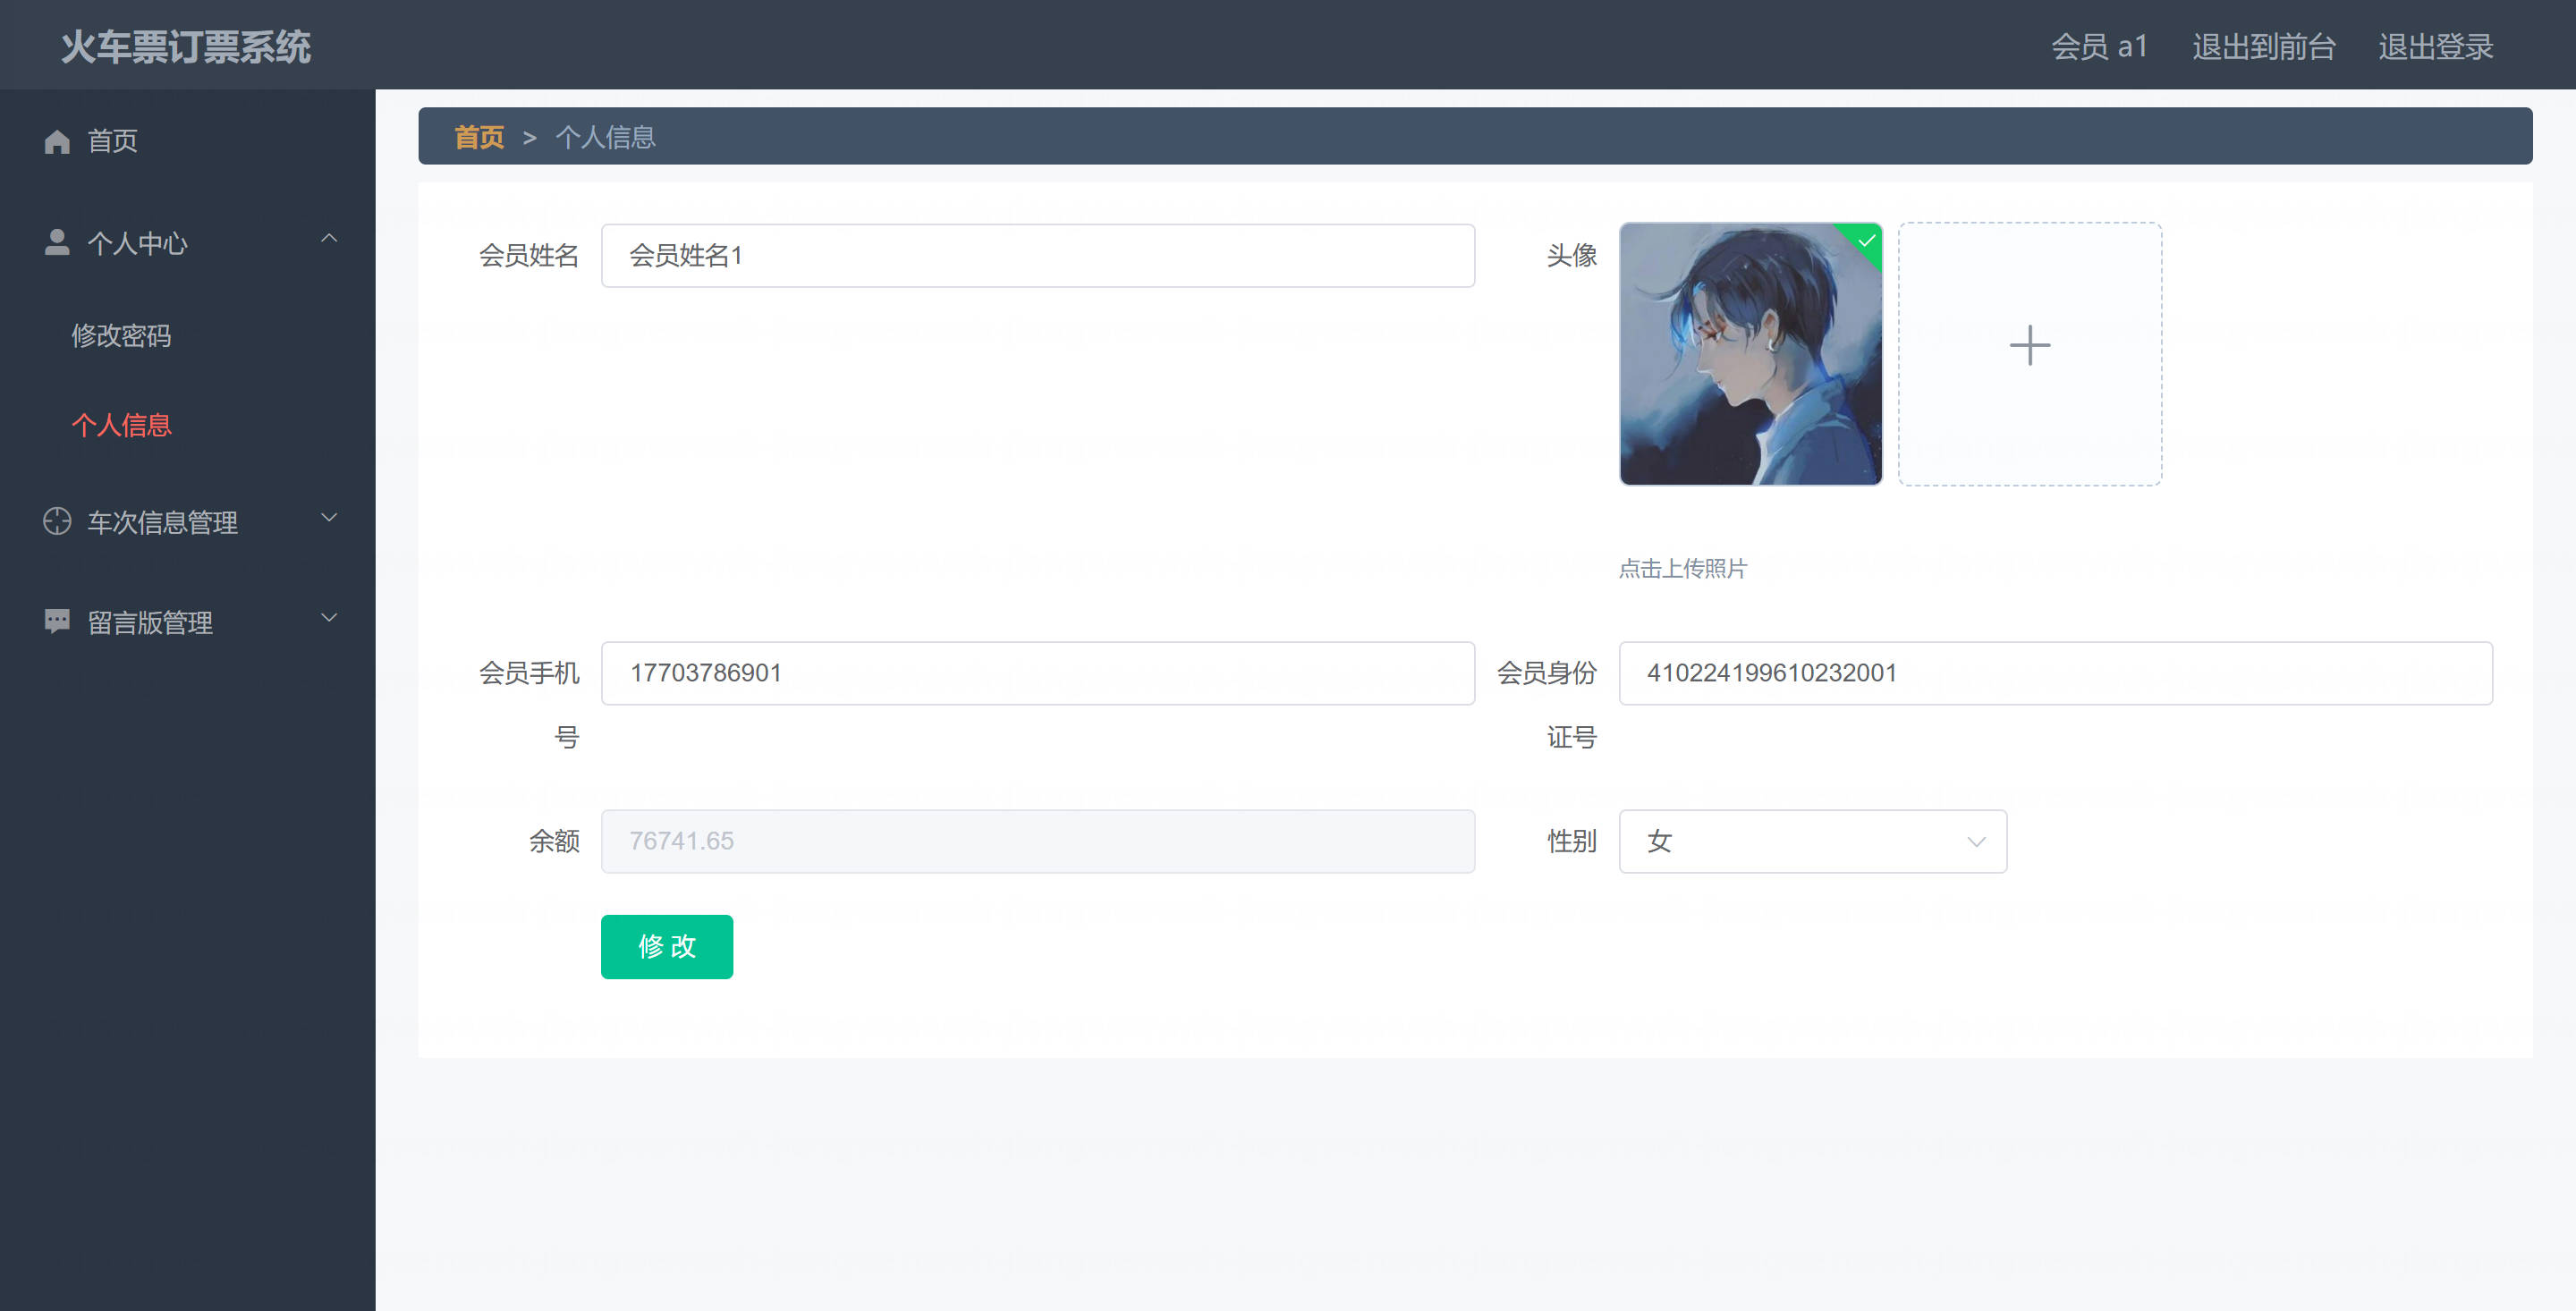 火车票订票系统
会员 a1 退出到前台 退出登录
首页
个人中心
修改密码
个人信息
车次信息管理
留言版管理
首页 > 个人信息
会员姓名 会员姓名1
头像
点击上传照片
会员手机号 17703786901
会员身份证号 410224199610232001
余额 76741.65
性别 女
修 改